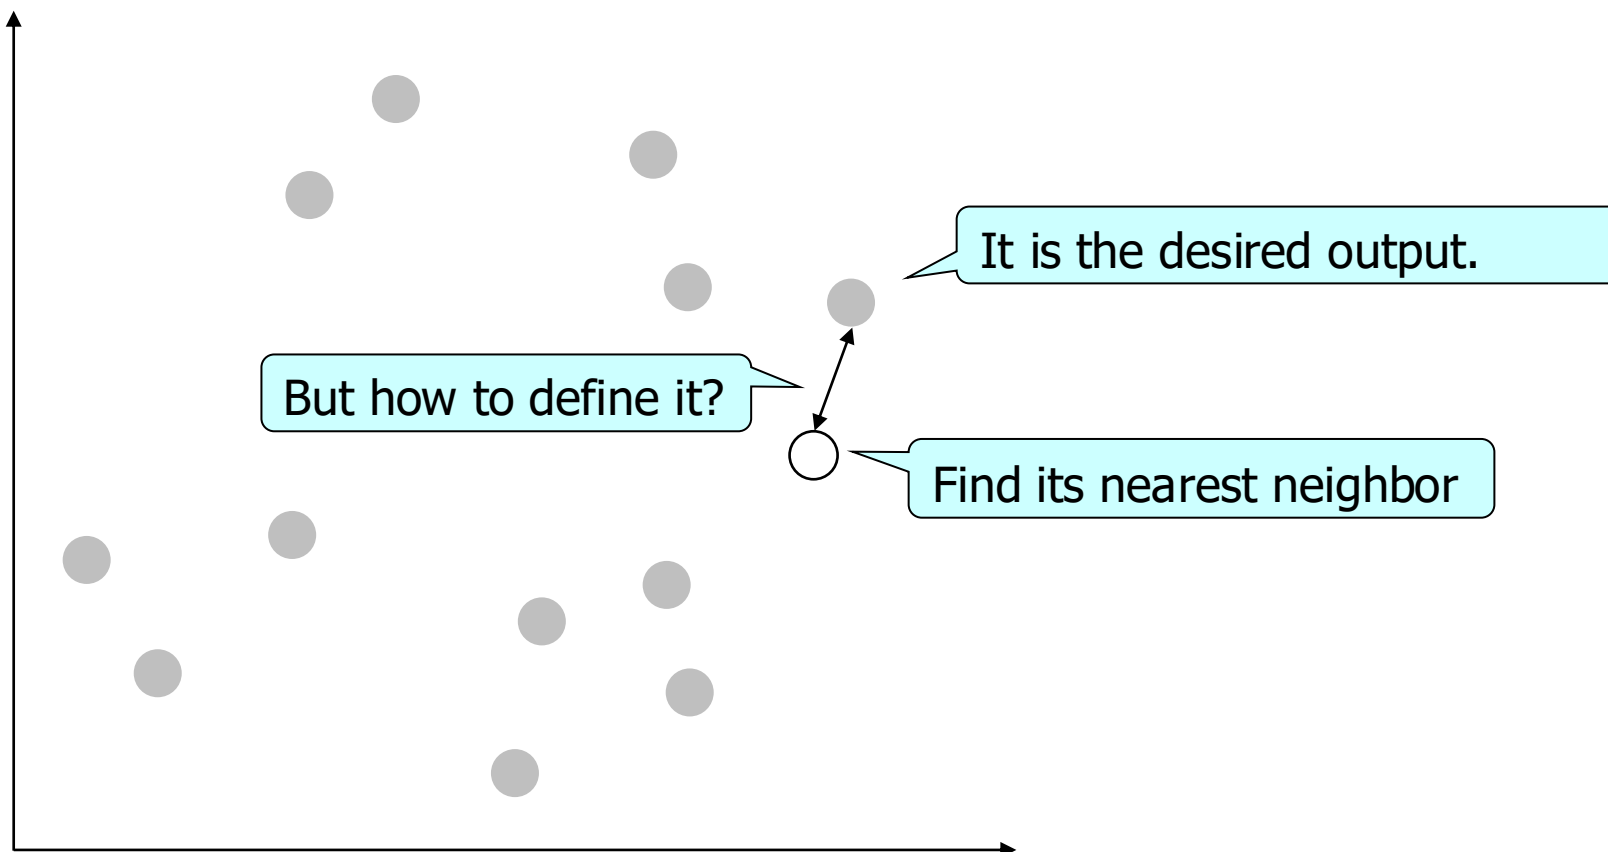 It is the desired output.
But how to define it?
Find its nearest neighbor